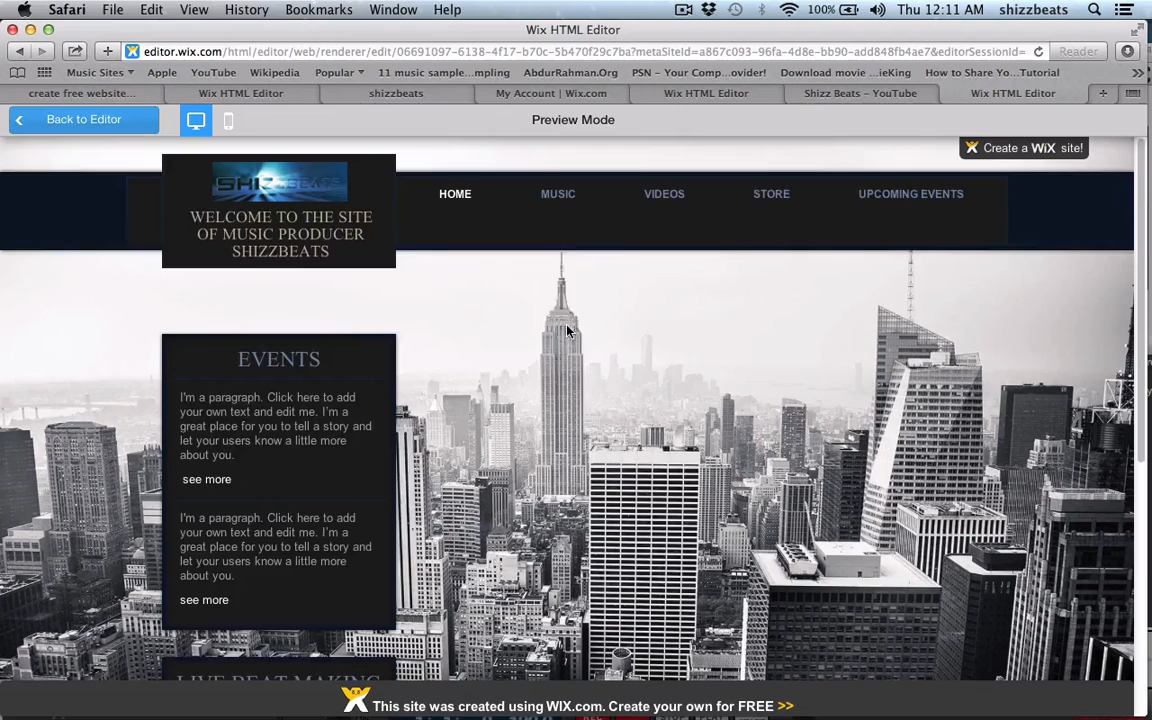 Safari File Edit View History Bookmarks Window Help 100% Thu 12:11 AM shizzbeats
Wix HTML Editor
editor.wix.com/html/editor/web/renderer/edit/06691097-6138-4f17-b70c-5b470f29c7ba?metaSiteId=a867c093-96fa-4d8e-bb90-add848fb4ae7&editorSessionId= Reader
Music Sites Apple YouTube Wikipedia Popular 11 music sample...mpling AbdurRahman.Org PSN – Your Comp...ovider! Download movie ...ieKing How to Share Yo...Tutorial
create free website... Wix HTML Editor shizzbeats My Account | Wix.com Wix HTML Editor Shizz Beats – YouTube Wix HTML Editor
Back to Editor Preview Mode
Create a WiX site!
HOME MUSIC VIDEOS STORE UPCOMING EVENTS
WELCOME TO THE SITE
OF MUSIC PRODUCER
SHIZZBEATS
EVENTS
I'm a paragraph. Click here to add
your own text and edit me. I'm a
great place for you to tell a story and
let your users know a little more
about you.
see more
I'm a paragraph. Click here to add
your own text and edit me. I'm a
great place for you to tell a story and
let your users know a little more
about you.
see more
LIVE BEAT MAKING
This site was created using WIX.com. Create your own for FREE >>